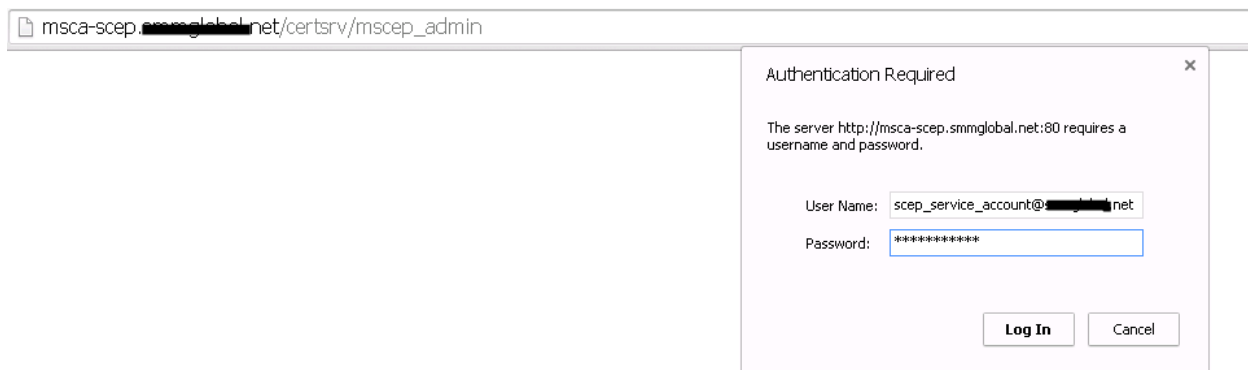 msca-scep. net/certsrv/mscep_admin
Authentication Required
The server http://msca-scep.smmglobal.net:80 requires a
username and password.
User Name: scep_service_account@ net
Password: ***********
Log In Cancel